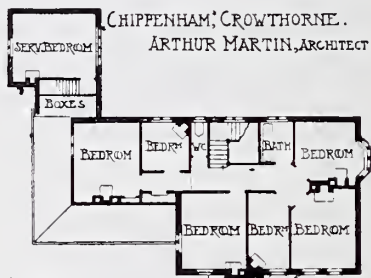 "CHIPPENHAM," CROWTHORNE.
ARTHUR MARTIN, ARCHITECT
SERV. BEDROOM
BOXES
BEDROOM
BEDRM
WC
BATH
BEDROOM
BEDROOM
BEDRM
BEDROOM